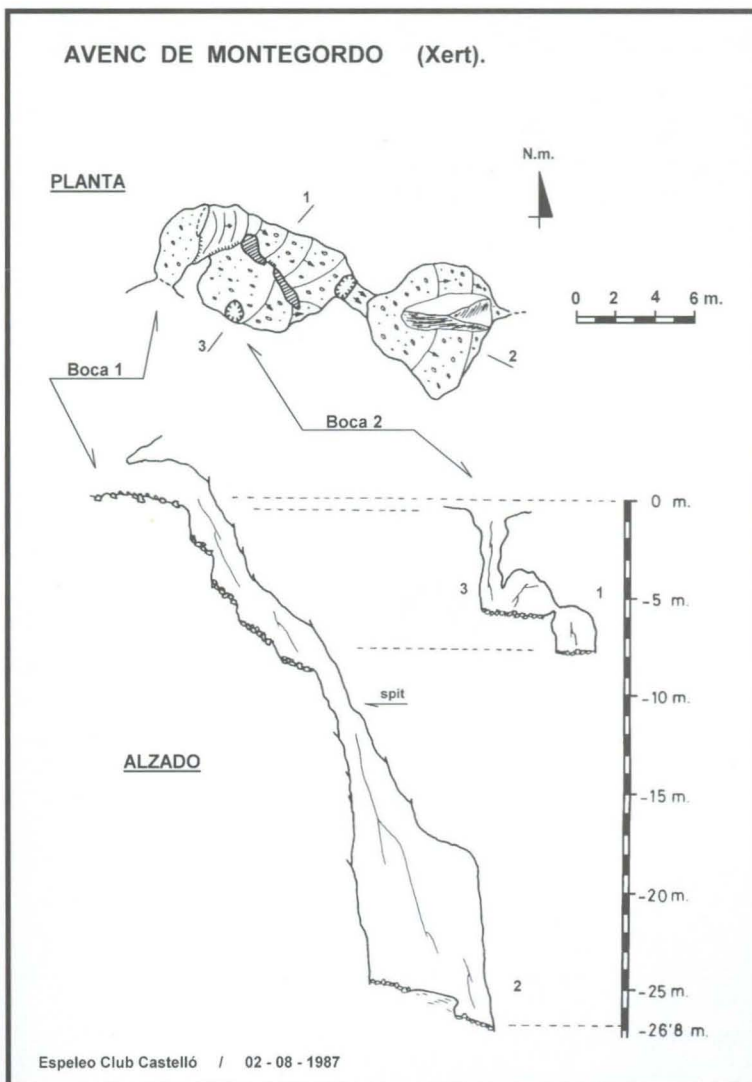 AVENC DE MONTEGORDO (Xert).
N.m.
PLANTA
1
0 2 4 6 m.
3
2
Boca 1
Boca 2
0 m.
3
1
-5 m.
spit
-10 m.
ALZADO
-15 m.
-20 m.
2
-25 m.
-26'8 m.
Espeleo Club Castelló / 02 - 08 - 1987